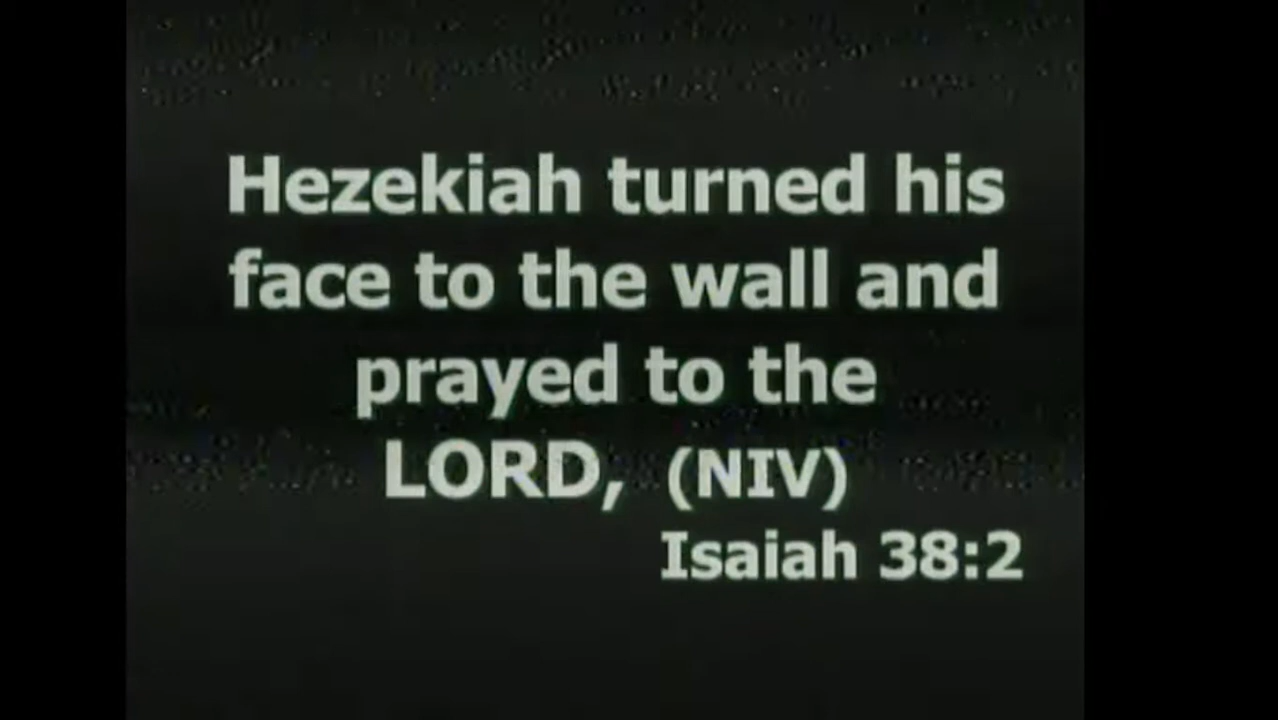 Hezekiah turned his
face to the wall and
prayed to the
LORD, (NIV)
Isaiah 38:2